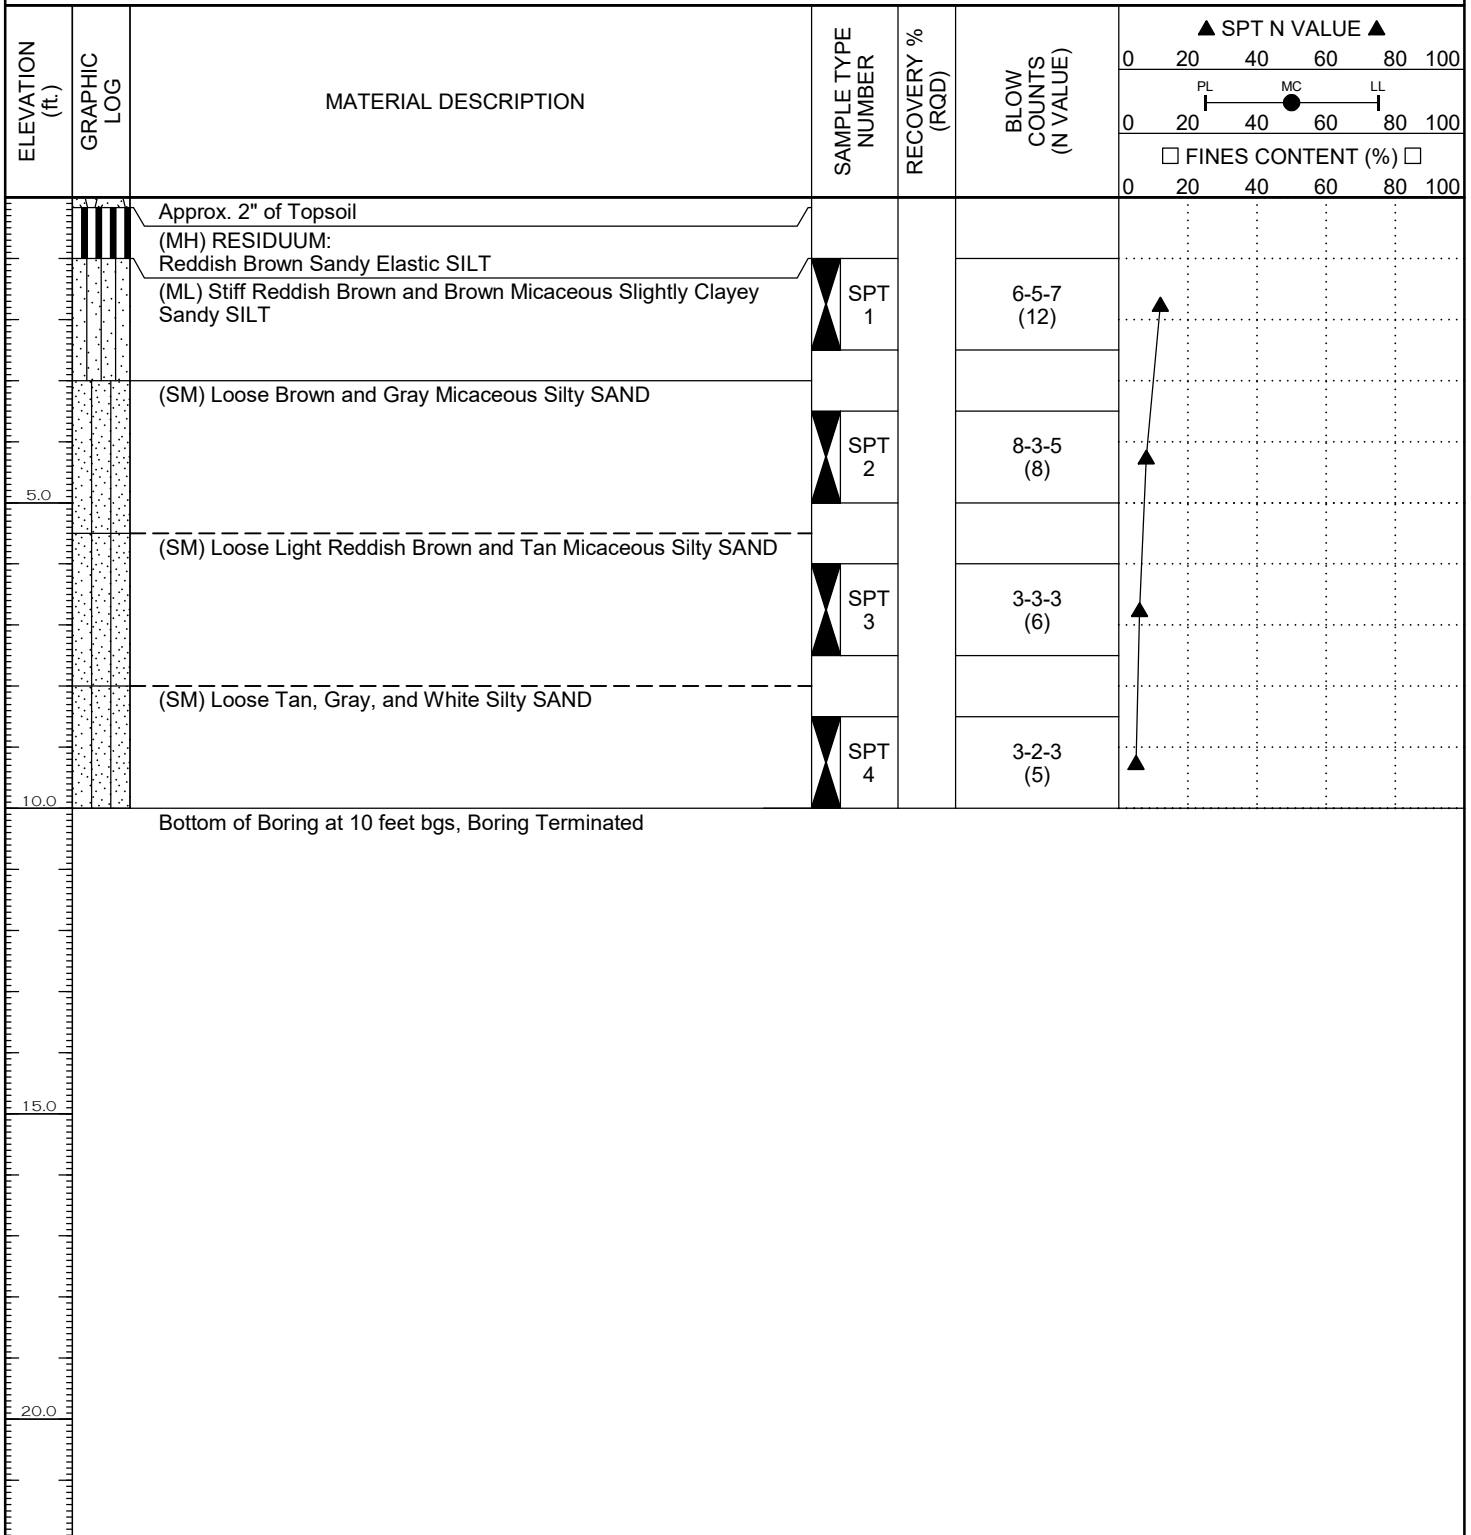 ELEVATION
(ft.)
GRAPHIC
LOG
MATERIAL DESCRIPTION
SAMPLE TYPE
NUMBER
RECOVERY %
(RQD)
BLOW
COUNTS
(N VALUE)
▲ SPT N VALUE ▲
0 20 40 60 80 100
PL MC LL
0 20 40 60 80 100
□ FINES CONTENT (%) □
0 20 40 60 80 100
Approx. 2" of Topsoil
(MH) RESIDUUM:
Reddish Brown Sandy Elastic SILT
(ML) Stiff Reddish Brown and Brown Micaceous Slightly Clayey
Sandy SILT
SPT
1
6-5-7
(12)
(SM) Loose Brown and Gray Micaceous Silty SAND
SPT
2
8-3-5
(8)
5.0
(SM) Loose Light Reddish Brown and Tan Micaceous Silty SAND
SPT
3
3-3-3
(6)
(SM) Loose Tan, Gray, and White Silty SAND
SPT
4
3-2-3
(5)
10.0
Bottom of Boring at 10 feet bgs, Boring Terminated
15.0
20.0